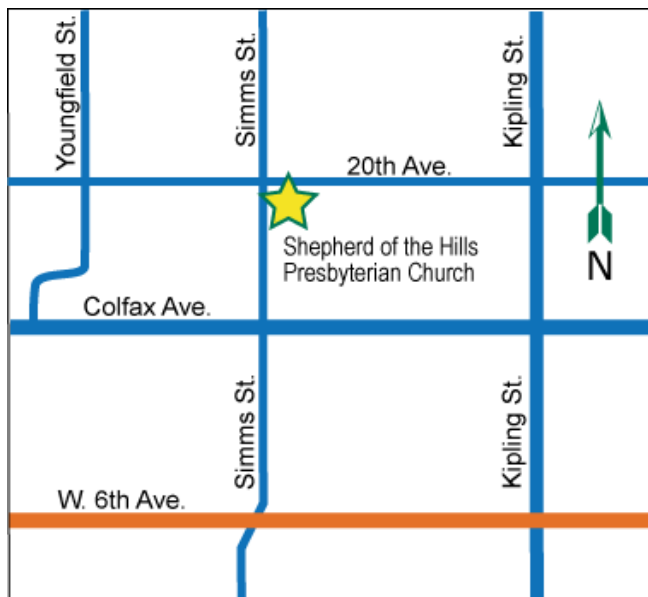 Youngfield St.
Simms St.
Kipling St.
20th Ave.
Shepherd of the Hills
Presbyterian Church
N
Colfax Ave.
Simms St.
Kipling St.
W. 6th Ave.